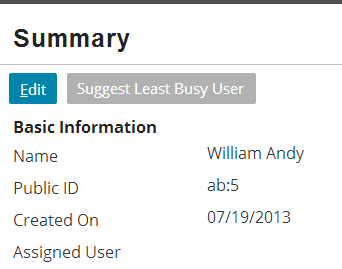 Summary
Edit Suggest Least Busy User
Basic Information
Name William Andy
Public ID ab:5
Created On 07/19/2013
Assigned User